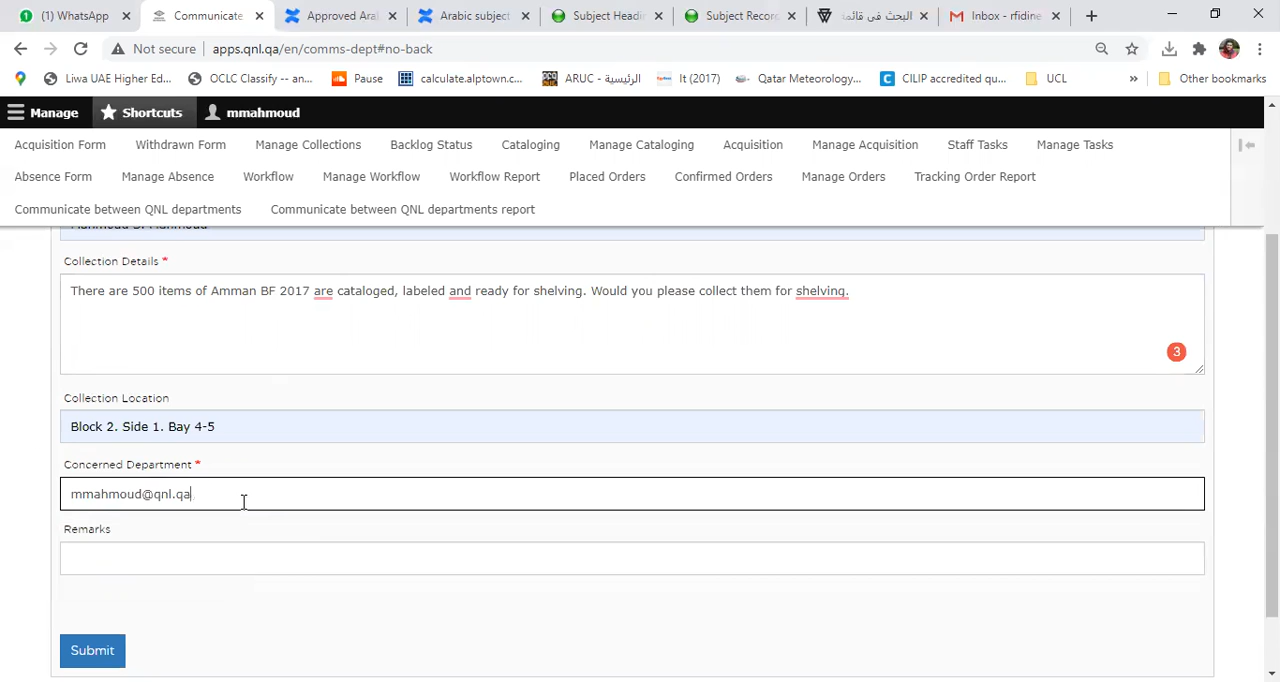 (1) WhatsApp
Communicate
Approved Ara
Arabic subject
Subject Headi
Subject Recor
البحث في قائمة
Inbox - rfidine
Not secure | apps.qnl.qa/en/comms-dept#no-back
Liwa UAE Higher Ed...
OCLC Classify -- an...
Pause
calculate.alptown.c...
ARUC - الرئيسية
It (2017)
Qatar Meteorology...
CILIP accredited qu...
UCL
»
Other bookmarks
Manage
Shortcuts
mmahmoud
Acquisition Form
Withdrawn Form
Manage Collections
Backlog Status
Cataloging
Manage Cataloging
Acquisition
Manage Acquisition
Staff Tasks
Manage Tasks
Absence Form
Manage Absence
Workflow
Manage Workflow
Workflow Report
Placed Orders
Confirmed Orders
Manage Orders
Tracking Order Report
Communicate between QNL departments
Communicate between QNL departments report
Collection Details *
There are 500 items of Amman BF 2017 are cataloged, labeled and ready for shelving. Would you please collect them for shelving.
3
Collection Location
Block 2. Side 1. Bay 4-5
Concerned Department *
mmahmoud@qnl.qa
Remarks
Submit